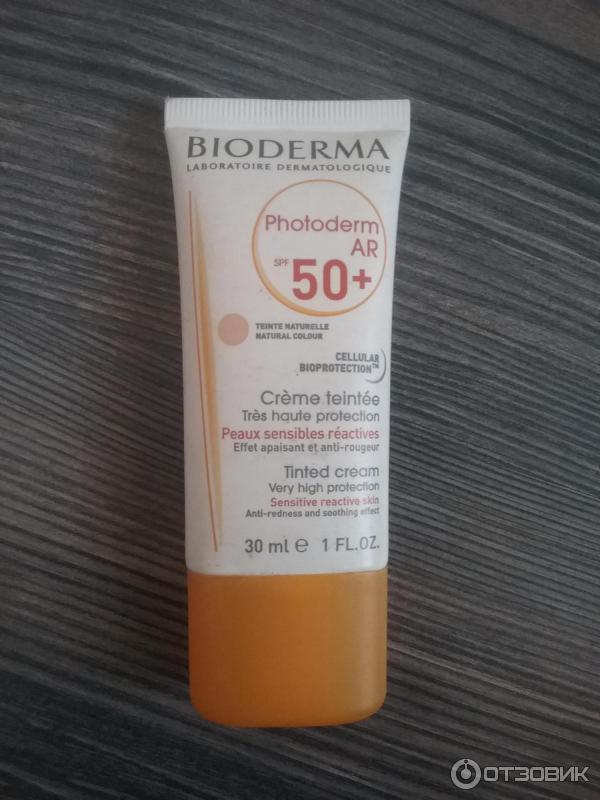 BIODERMA
LABORATOIRE DERMATOLOGIQUE
Photoderm
AR
SPF 50+
TEINTE NATURELLE
NATURAL COLOUR
CELLULAR
BIOPROTECTION™
Crème teintée
Très haute protection
Peaux sensibles réactives
Effet apaisant et anti-rougeur
Tinted cream
Very high protection
Sensitive reactive skin
Anti-redness and soothing effect
30 ml e 1 FL.OZ.
ОТЗОВИК